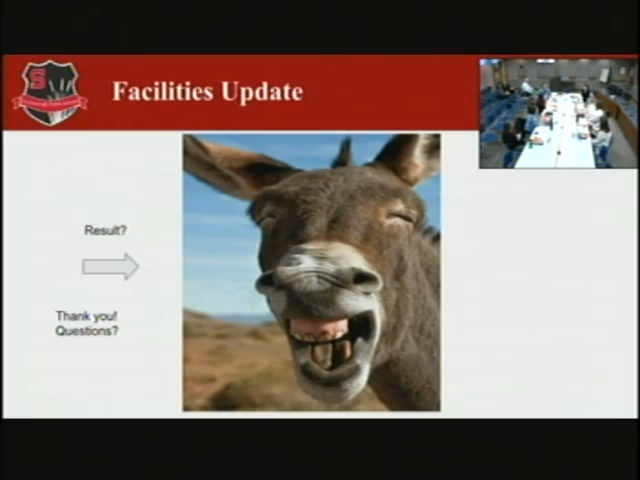 S
Facilities Update
Result?
Thank you!
Questions?